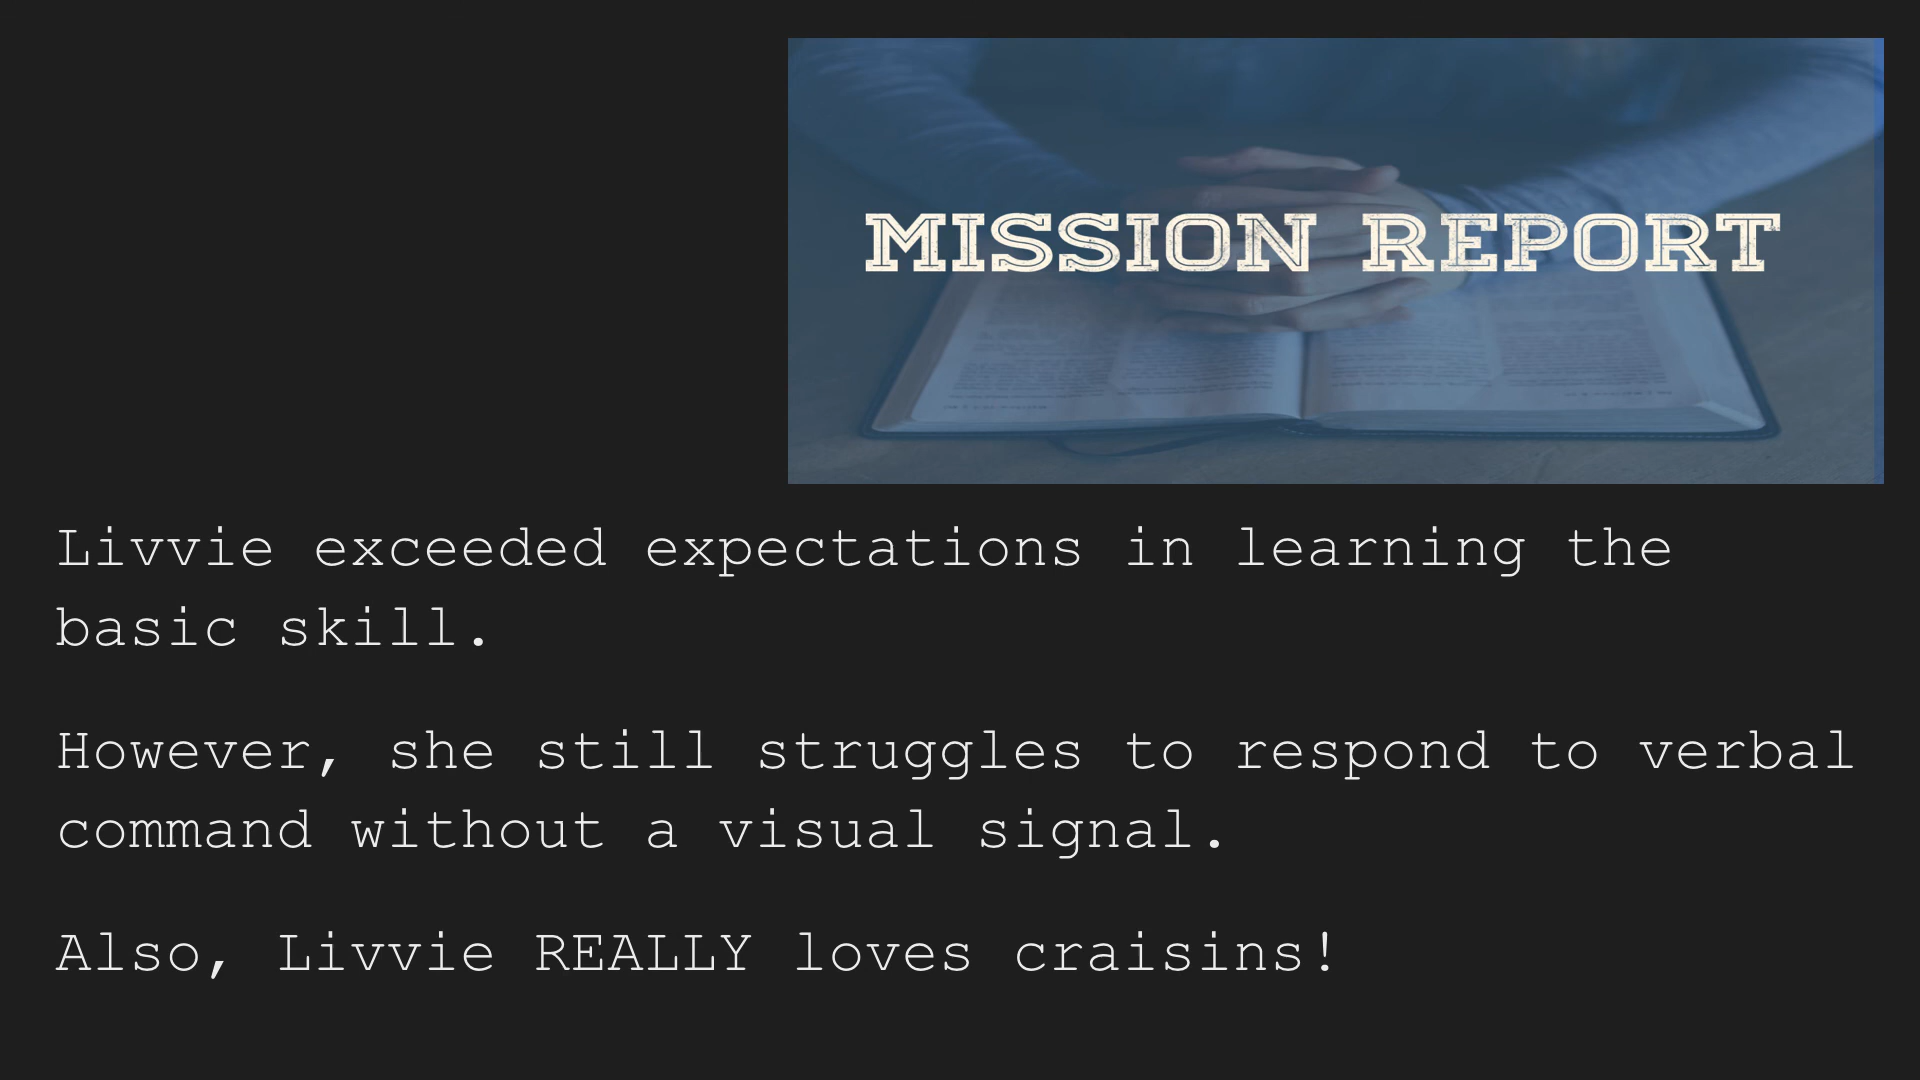 MISSION REPORT
Livvie exceeded expectations in learning the
basic skill.
However, she still struggles to respond to verbal
command without a visual signal.
Also, Livvie REALLY loves craisins!